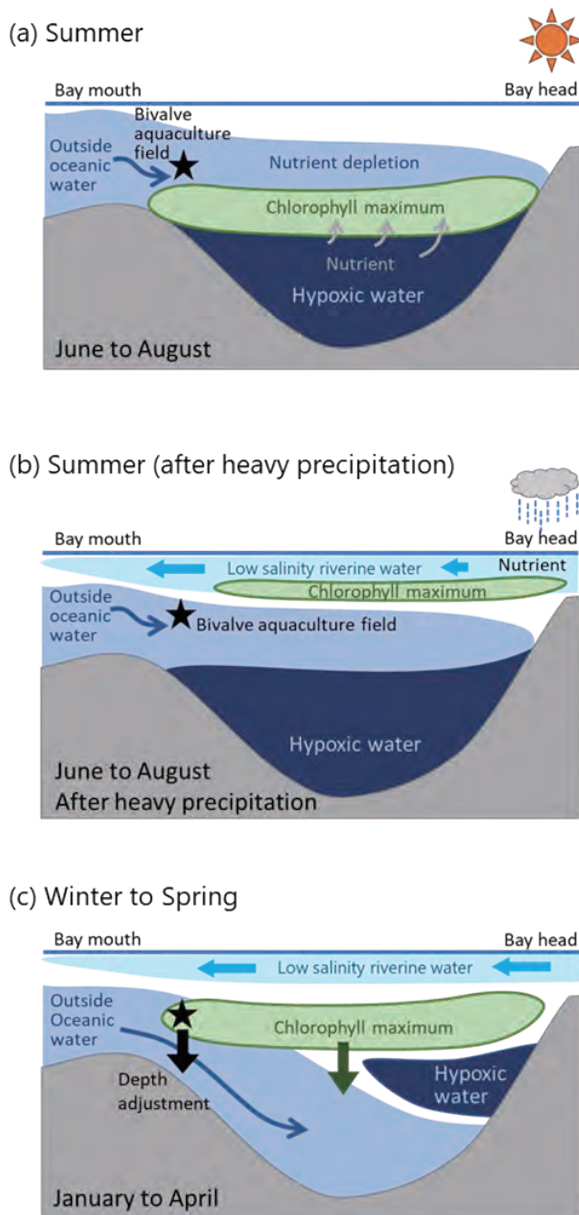 (a) Summer
Bay mouth
Bay head
Bivalve
aquaculture
field
Outside
oceanic
water
Nutrient depletion
Chlorophyll maximum
Nutrient
Hypoxic water
June to August
(b) Summer (after heavy precipitation)
Bay mouth
Bay head
Low salinity riverine water
Nutrient
Chlorophyll maximum
Outside
oceanic
water
Bivalve aquaculture field
Hypoxic water
June to August
After heavy precipitation
(c) Winter to Spring
Bay mouth
Bay head
Low salinity riverine water
Outside
Oceanic
water
Chlorophyll maximum
Depth
adjustment
Hypoxic
water
January to April